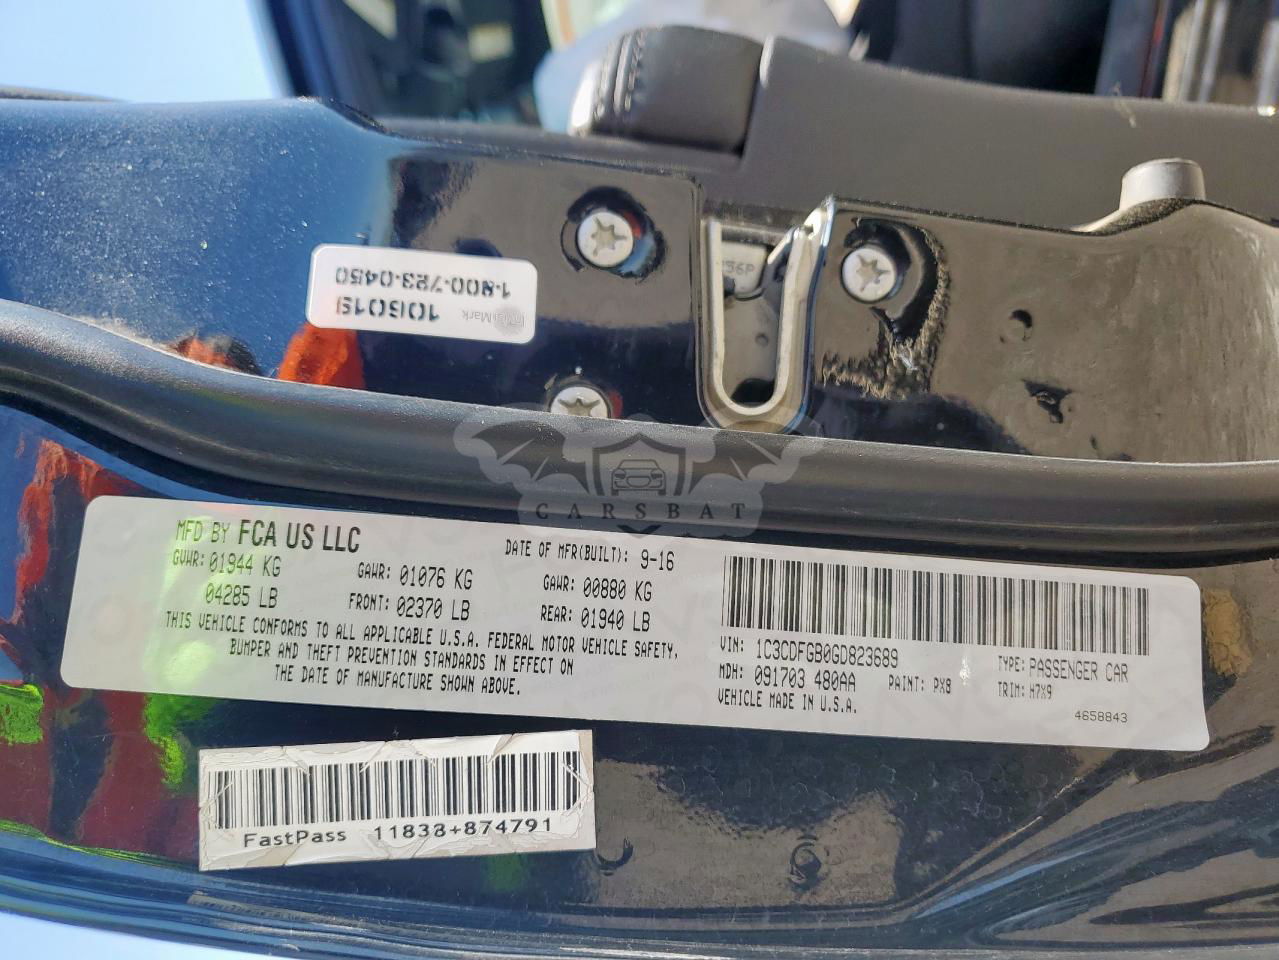 36P
1-800-723-0450
106019
CARSBAT
MFD BY FCA US LLC
DATE OF MFR(BUILT): 9-16
GVWR: 01944 KG GAWR: 01076 KG GAWR: 00880 KG
04285 LB FRONT: 02370 LB REAR: 01940 LB
THIS VEHICLE CONFORMS TO ALL APPLICABLE U.S.A. FEDERAL MOTOR VEHICLE SAFETY,
BUMPER AND THEFT PREVENTION STANDARDS IN EFFECT ON
THE DATE OF MANUFACTURE SHOWN ABOVE.
VIN: 1C3CDFGB0GD823689 TYPE: PASSENGER CAR
MDH: 091703 480AA PAINT: PX8 TRIM: H7X9
VEHICLE MADE IN U.S.A.
4658843
FastPass 11838+874791